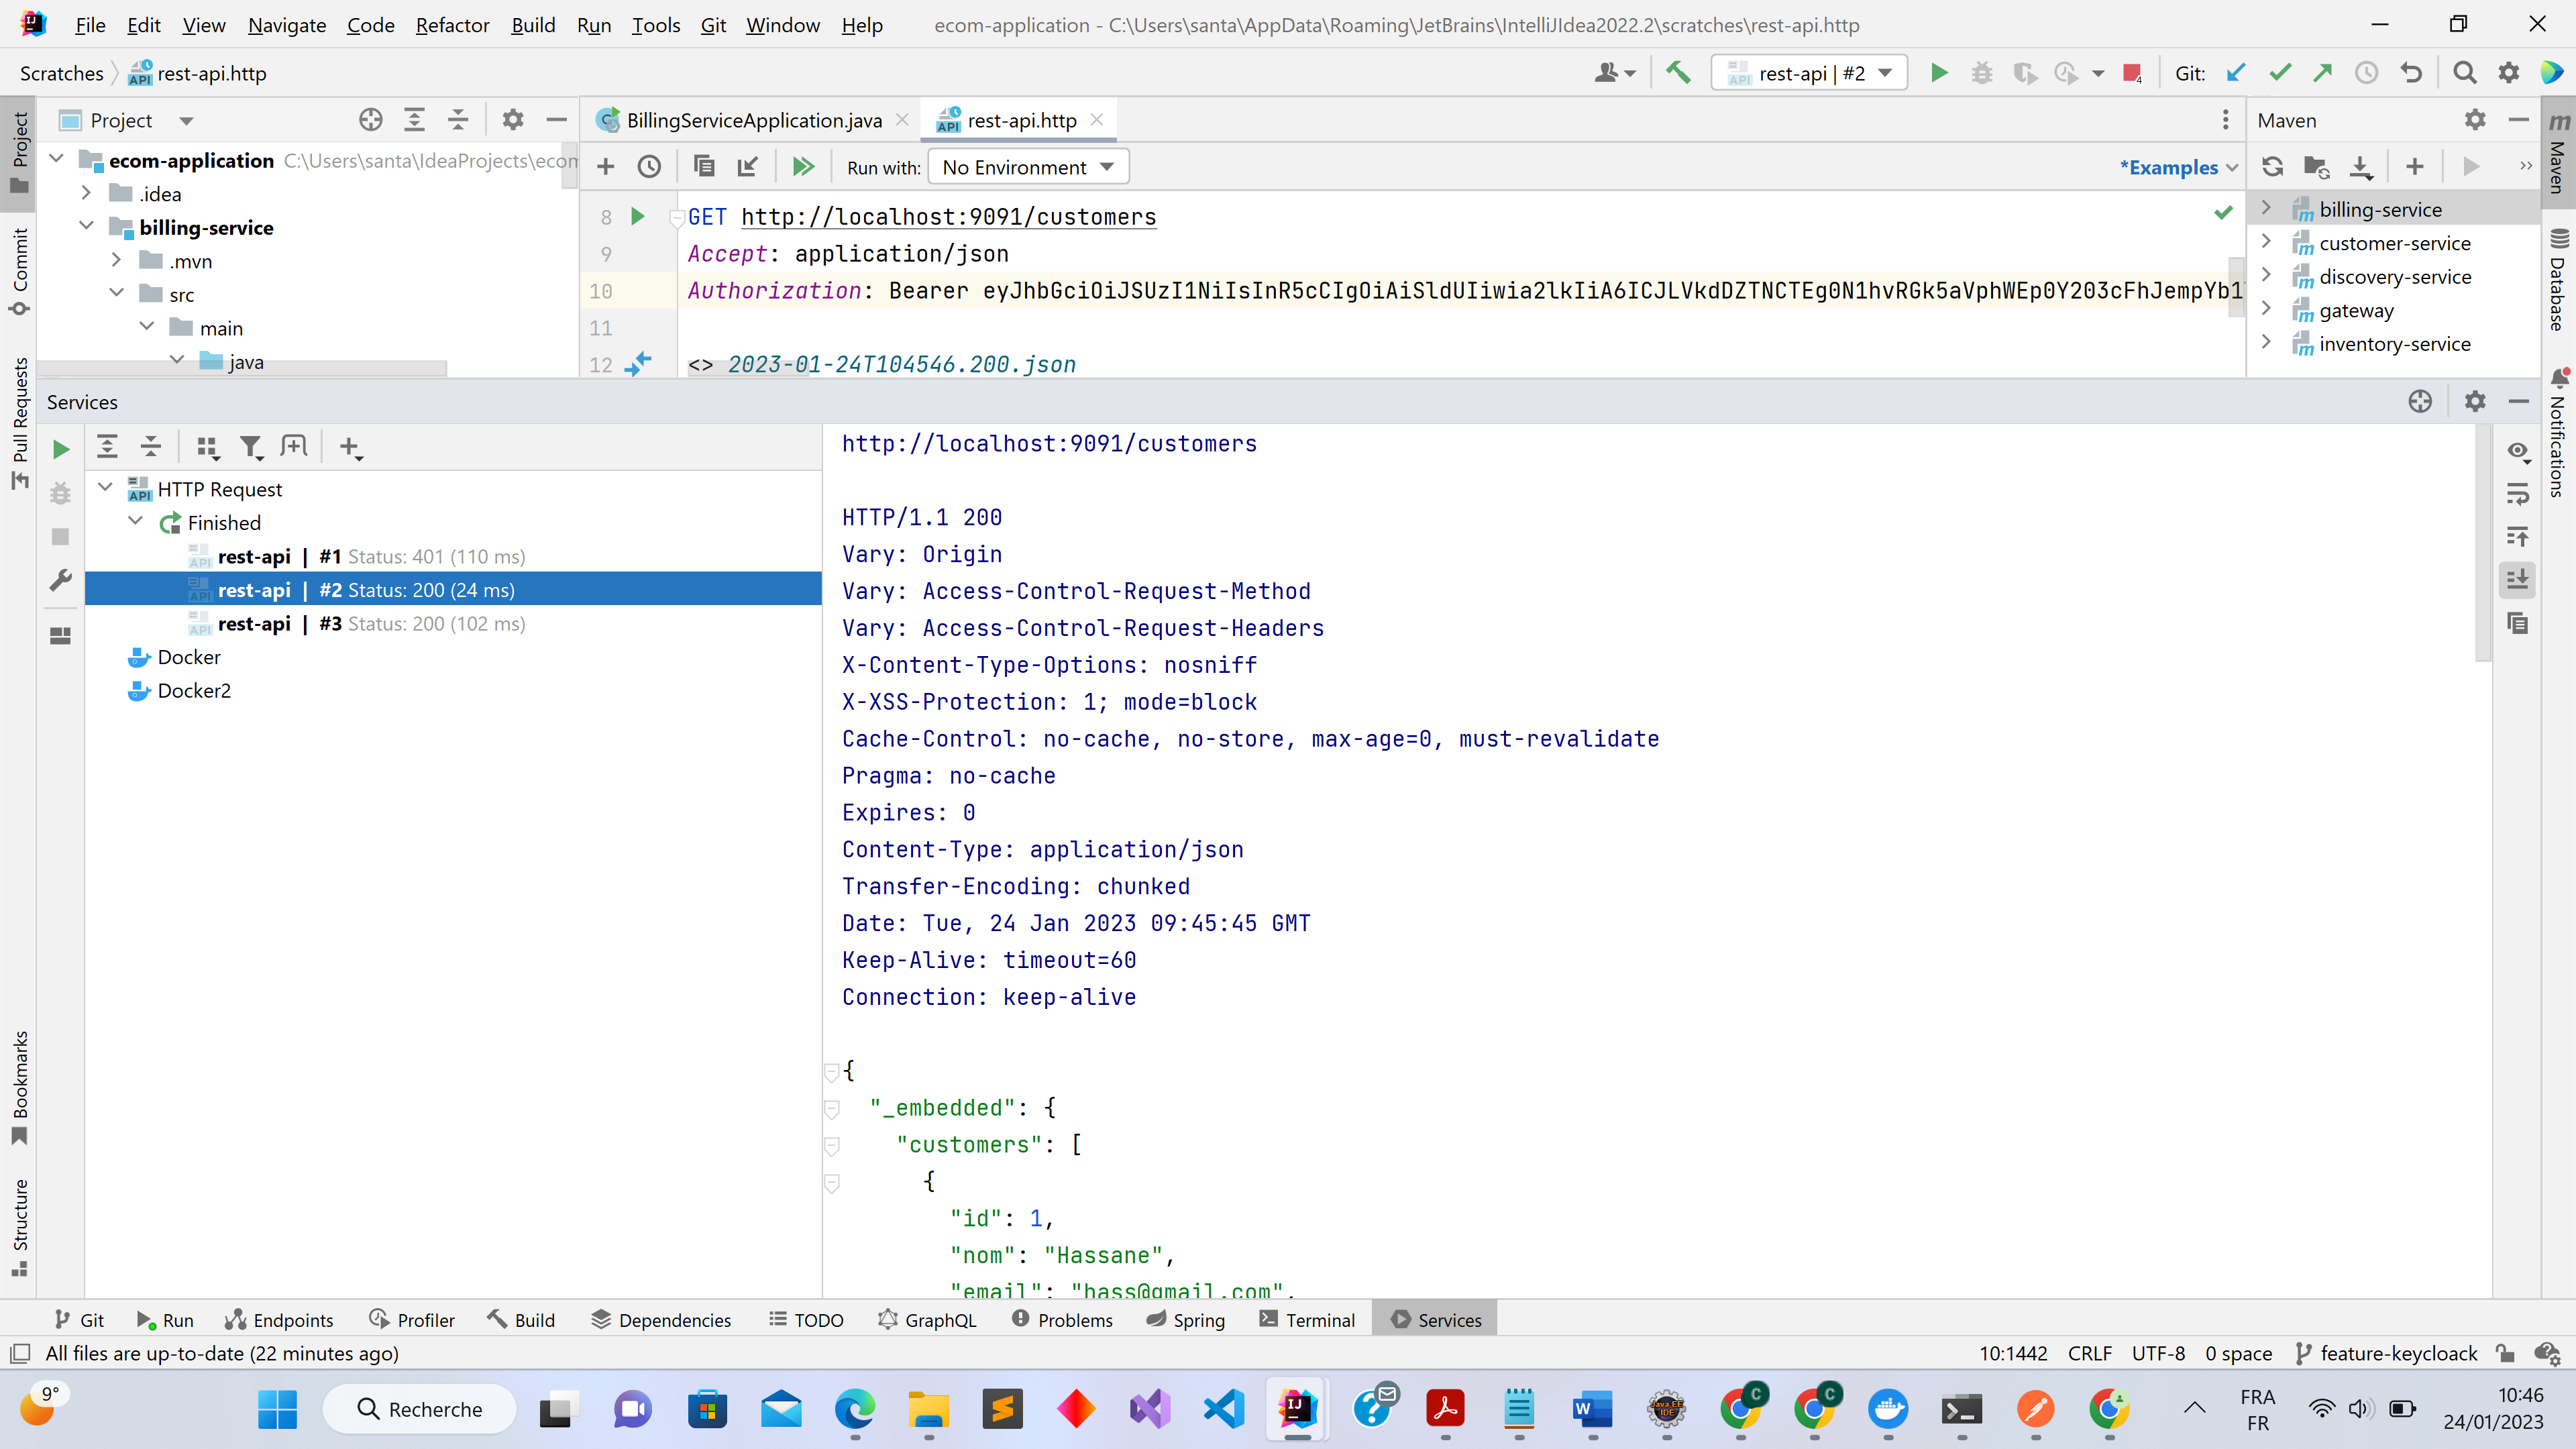 File Edit View Navigate Code Refactor Build Run Tools Git Window Help ecom-application - C:\Users\santa\AppData\Roaming\JetBrains\IntelliJIdea2022.2\scratches\rest-api.http
Scratches rest-api.http rest-api | #2 Git:
Project
BillingServiceApplication.java rest-api.http
Maven
ecom-application C:\Users\santa\IdeaProjects\ecom
.idea
billing-service
.mvn
src
main
java
Run with: No Environment *Examples
8 GET http://localhost:9091/customers
9 Accept: application/json
10 Authorization: Bearer eyJhbGciOiJSUzI1NiIsInR5cCIgOiAiSldUIiwia2lkIiA6ICJLVkdDZTNCTEg0N1hvRGk5aVphWEp0Y203cFhJempYb1
11
12 <> 2023-01-24T104546.200.json
billing-service
customer-service
discovery-service
gateway
inventory-service
Project
Commit
Pull Requests
Bookmarks
Structure
Maven
Database
Notifications
Services
HTTP Request
Finished
rest-api | #1 Status: 401 (110 ms)
rest-api | #2 Status: 200 (24 ms)
rest-api | #3 Status: 200 (102 ms)
Docker
Docker2
http://localhost:9091/customers
HTTP/1.1 200
Vary: Origin
Vary: Access-Control-Request-Method
Vary: Access-Control-Request-Headers
X-Content-Type-Options: nosniff
X-XSS-Protection: 1; mode=block
Cache-Control: no-cache, no-store, max-age=0, must-revalidate
Pragma: no-cache
Expires: 0
Content-Type: application/json
Transfer-Encoding: chunked
Date: Tue, 24 Jan 2023 09:45:45 GMT
Keep-Alive: timeout=60
Connection: keep-alive
{
"_embedded": {
"customers": [
{
"id": 1,
"nom": "Hassane",
"email": "hass@gmail.com",
Git Run Endpoints Profiler Build Dependencies TODO GraphQL Problems Spring Terminal Services
All files are up-to-date (22 minutes ago) 10:1442 CRLF UTF-8 0 space feature-keycloack
9° Recherche FRA 10:46
FR 24/01/2023